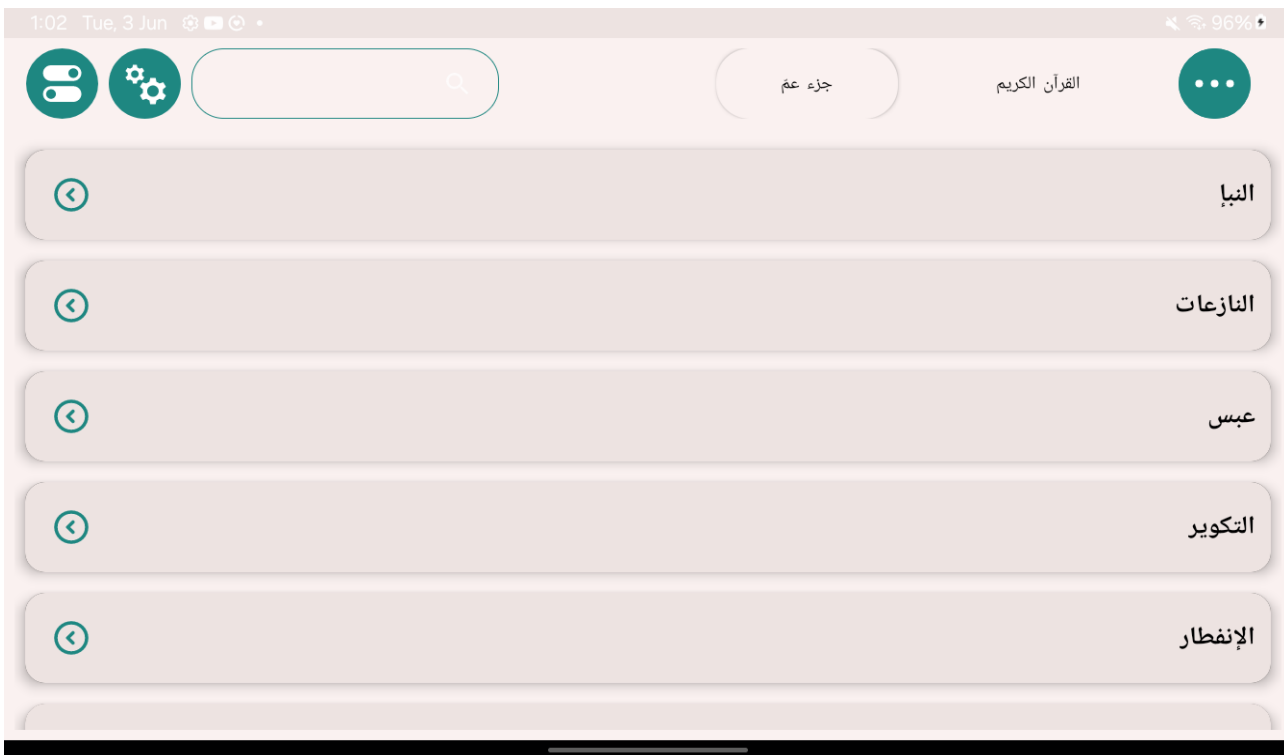 1:02 Tue, 3 Jun 96%
القرآن الكريم جزء عمّ
النبإ
النازعات
عبس
التكوير
الإنفطار